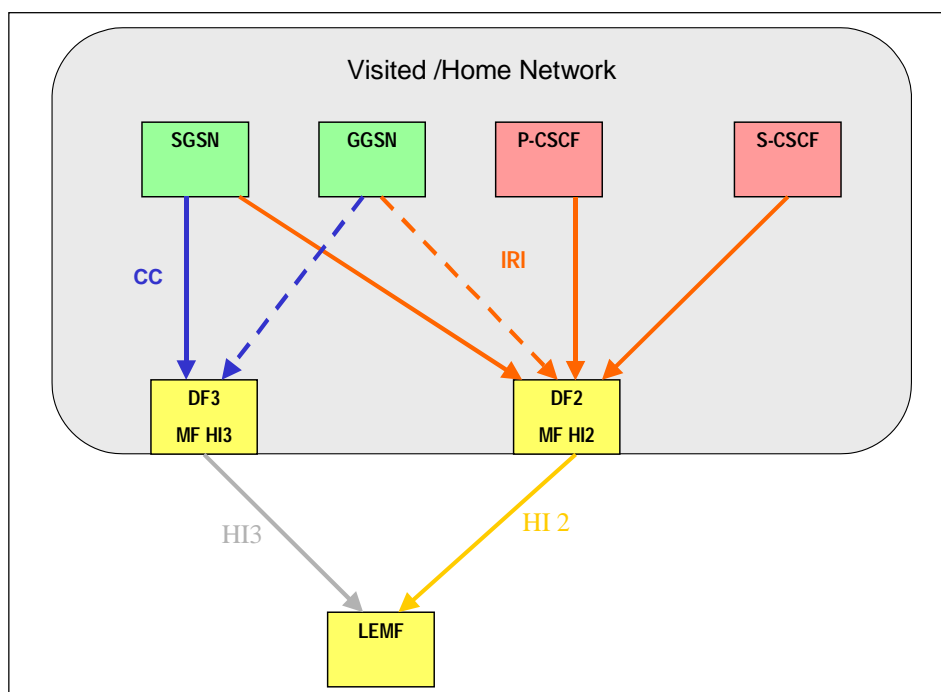 Visited /Home Network
SGSN
GGSN
P-CSCF
S-CSCF
CC
IRI
DF3
MF HI3
DF2
MF HI2
HI3
HI 2
LEMF